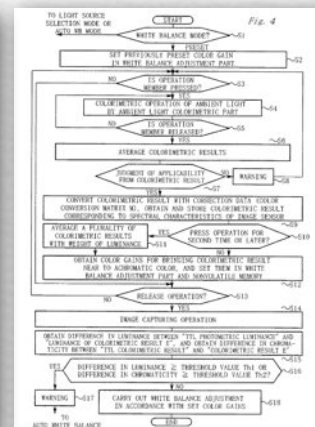 TO LIGHT SOURCE
SELECTION MODE OR
AUTO WB MODE
START
Fig. 4
WHITE BALANCE MODE?
S1
PRESET
SET PREVIOUSLY PRESET COLOR GAIN
IN WHITE BALANCE ADJUSTMENT PART
S2
NO
IS OPERATION
MEMBER PRESSED?
S3
YES
COLORIMETRIC OPERATION OF AMBIENT LIGHT
BY AMBIENT LIGHT COLORIMETRIC PART
S4
NO
IS OPERATION
MEMBER RELEASED?
S5
YES
S6
AVERAGE COLORIMETRIC RESULTS
JUDGMENT OF APPLICABILITY
FROM COLORIMETRIC RESULT
NO
WARNING
S7
S8
YES
CONVERT COLORIMETRIC RESULT WITH CORRECTION DATA (COLOR
CONVERSION MATRIX M), OBTAIN AND STORE COLORIMETRIC RESULT
CORRESPONDING TO SPECTRAL CHARACTERISTICS OF IMAGE SENSOR
S9
AVERAGE A PLURALITY OF
COLORIMETRIC RESULTS
WITH WEIGHT OF LUMINANCE
YES
PRESS OPERATION FOR
SECOND TIME OR LATER?
S10
S11
NO
OBTAIN COLOR GAINS FOR BRINGING COLORIMETRIC RESULT
NEAR TO ACHROMATIC COLOR, AND SET THEM IN WHITE
BALANCE ADJUSTMENT PART AND NONVOLATILE MEMORY
S12
NO
RELEASE OPERATION?
S13
YES
S14
IMAGE CAPTURING OPERATION
OBTAIN DIFFERENCE IN LUMINANCE BETWEEN "TTL PHOTOMETRIC LUMINANCE" AND
"LUMINANCE OF COLORIMETRIC RESULT E", AND OBTAIN DIFFERENCE IN CHROMA-
TICITY BETWEEN "TTL COLORIMETRIC RESULT" AND "COLORIMETRIC RESULT E"
S15
YES
DIFFERENCE IN LUMINANCE ≥ THRESHOLD VALUE Th1 OR
DIFFERENCE IN CHROMATICITY ≥ THRESHOLD VALUE Th2?
S16
NO
S17
WARNING
CARRY OUT WHITE BALANCE ADJUSTMENT
IN ACCORDANCE WITH SET COLOR GAINS
S18
TO
AUTO WHITE BALANCE
END